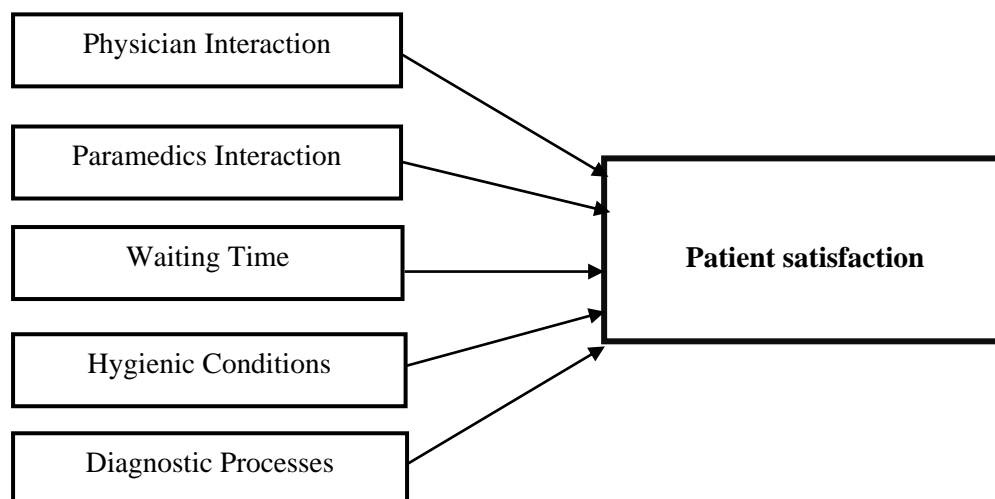 Physician Interaction
Paramedics Interaction
Waiting Time
Patient satisfaction
Hygienic Conditions
Diagnostic Processes